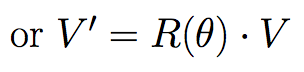 or V′ = R(θ) · V